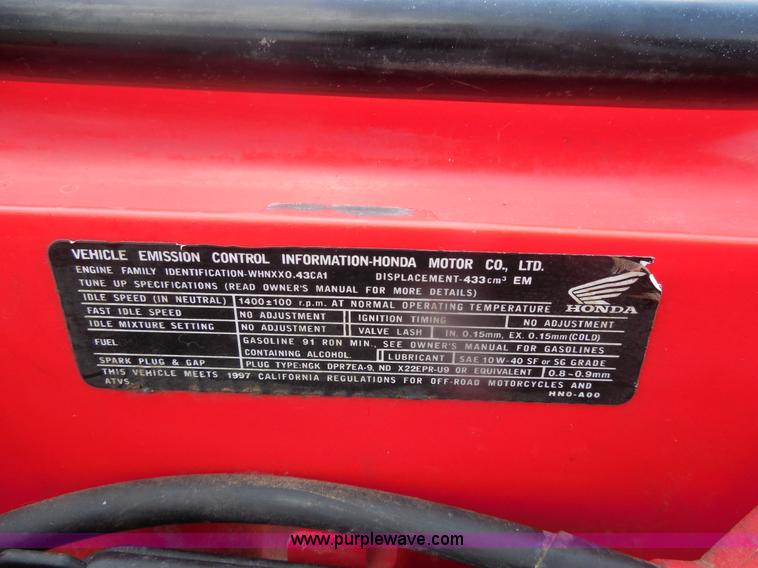 VEHICLE EMISSION CONTROL INFORMATION-HONDA MOTOR CO., LTD.
ENGINE FAMILY IDENTIFICATION-WHNXX0.43CA1 DISPLACEMENT-433cm³ EM
TUNE UP SPECIFICATIONS (READ OWNER'S MANUAL FOR MORE DETAILS)
IDLE SPEED (IN NEUTRAL) 1400±100 r.p.m. AT NORMAL OPERATING TEMPERATURE
HONDA
FAST IDLE SPEED NO ADJUSTMENT IGNITION TIMING NO ADJUSTMENT
IDLE MIXTURE SETTING NO ADJUSTMENT VALVE LASH IN. 0.15mm, EX. 0.15mm (COLD)
FUEL GASOLINE 91 RON MIN., SEE OWNER'S MANUAL FOR GASOLINES
CONTAINING ALCOHOL. LUBRICANT SAE 10W-40 SF or SG GRADE
SPARK PLUG & GAP PLUG TYPE:NGK DPR7EA-9, ND X22EPR-U9 OR EQUIVALENT 0.8-0.9mm
THIS VEHICLE MEETS 1997 CALIFORNIA REGULATIONS FOR OFF-ROAD MOTORCYCLES AND
ATVS. HN0-A00
www.purplewave.com